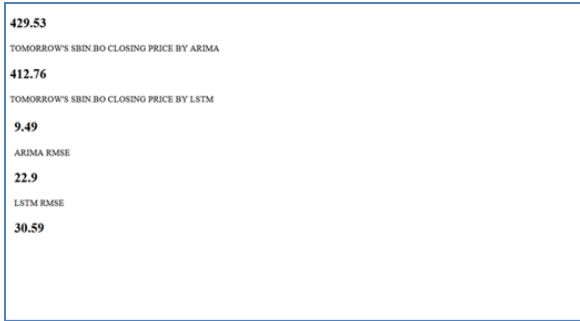 429.53
TOMORROW'S SBIN.BO CLOSING PRICE BY ARIMA
412.76
TOMORROW'S SBIN.BO CLOSING PRICE BY LSTM
9.49
ARIMA RMSE
22.9
LSTM RMSE
30.59